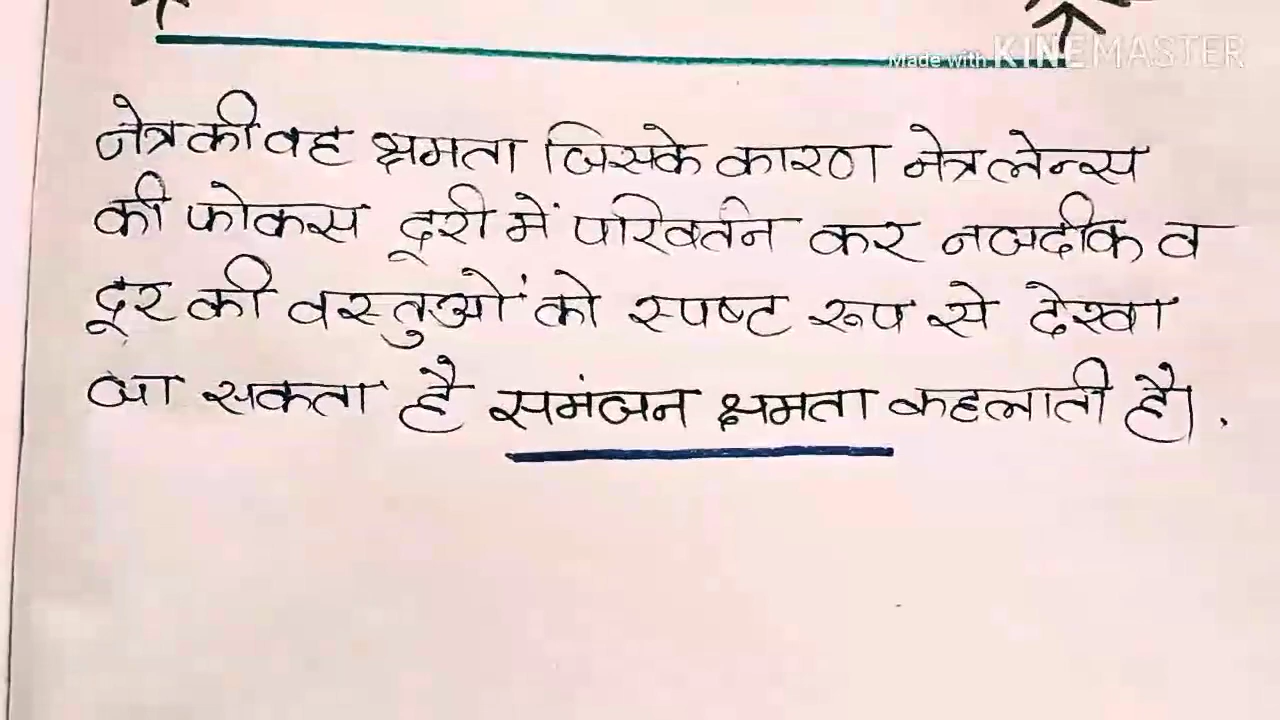 Made with KINEMASTER
नेत्र की वह क्षमता जिसके कारण नेत्र लेन्स
की फोकस दूरी में परिवर्तन कर नजदीक व
दूर की वस्तुओं को स्पष्ट रूप से देखा
जा सकता है समंजन क्षमता कहलाती है।.